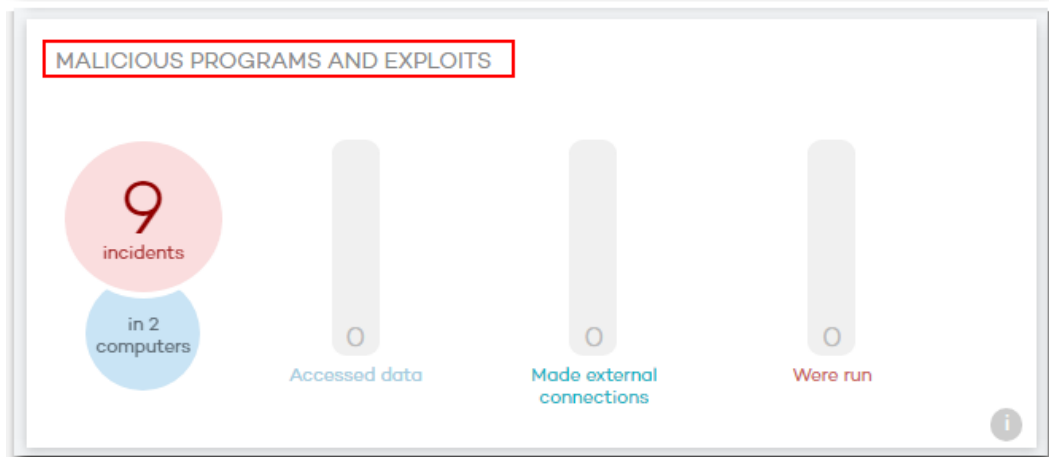 MALICIOUS PROGRAMS AND EXPLOITS
9
incidents
in 2
computers
0
Accessed data
0
Made external
connections
0
Were run
i